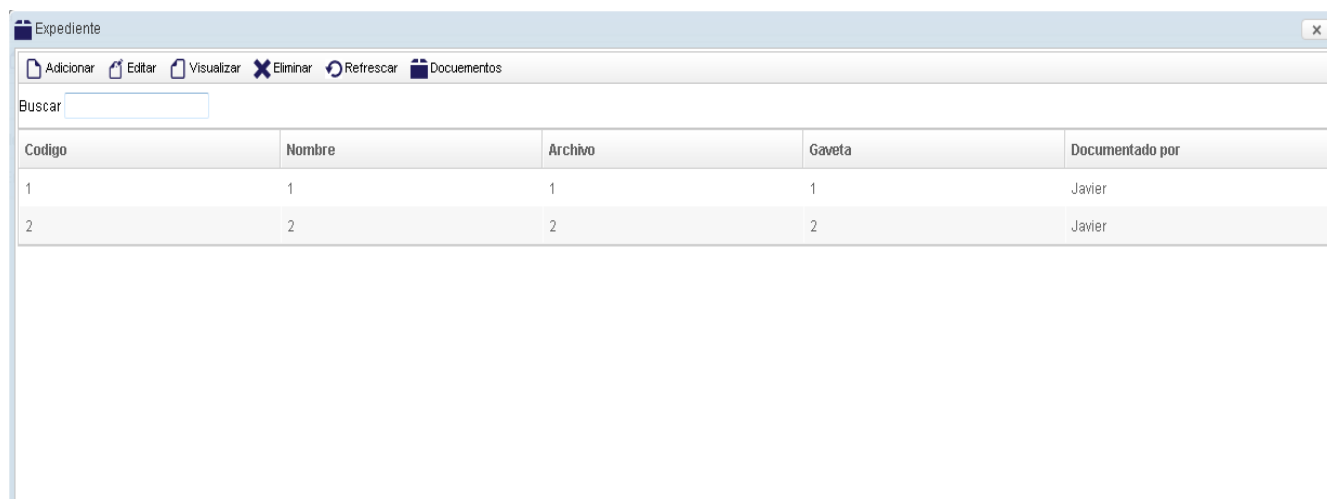 Expediente
Adicionar Editar Visualizar Eliminar Refrescar Docuementos
Buscar
Codigo Nombre Archivo Gaveta Documentado por
1 1 1 1 Javier
2 2 2 2 Javier